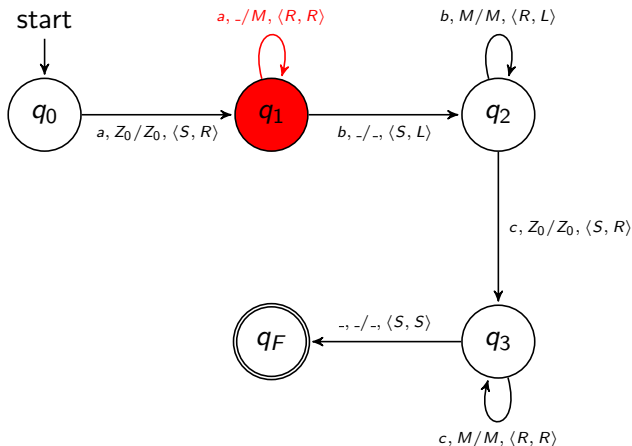 start
a, _/M, ⟨R, R⟩
b, M/M, ⟨R, L⟩
q0
q1
q2
a, Z0/Z0, ⟨S, R⟩
b, _/_, ⟨S, L⟩
c, Z0/Z0, ⟨S, R⟩
qF
_, _/_, ⟨S, S⟩
q3
c, M/M, ⟨R, R⟩